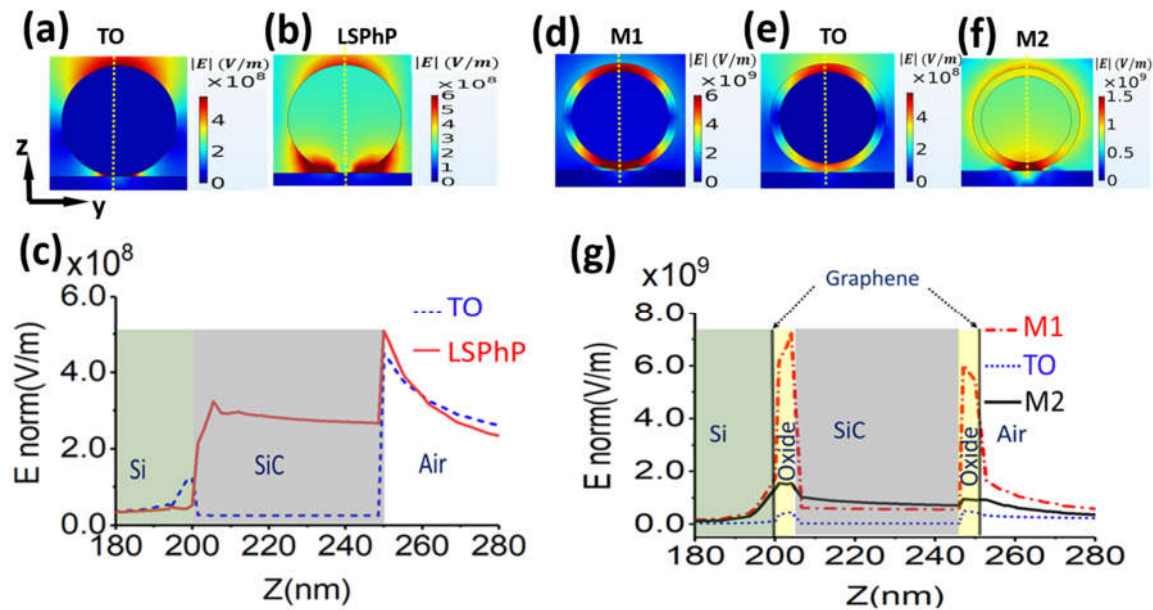 (a) TO
|E| (V/m)
×10⁸
4
2
0
(b) LSPhP
|E| (V/m)
×10⁸
6
5
4
3
2
1
0
(d) M1
|E| (V/m)
×10⁹
6
4
2
0
(e) TO
|E| (V/m)
×10⁸
4
2
0
(f) M2
|E| (V/m)
×10⁹
1.5
1
0.5
0
z
y
(c)
x10⁸
6.0
4.0
2.0
0.0
E norm(V/m)
TO
LSPhP
Si
SiC
Air
180 200 220 240 260 280
Z(nm)
(g)
x10⁹
Graphene
8.0
6.0
4.0
2.0
0.0
E norm(V/m)
M1
TO
M2
Si
Oxide
SiC
Oxide
Air
180 200 220 240 260 280
Z(nm)